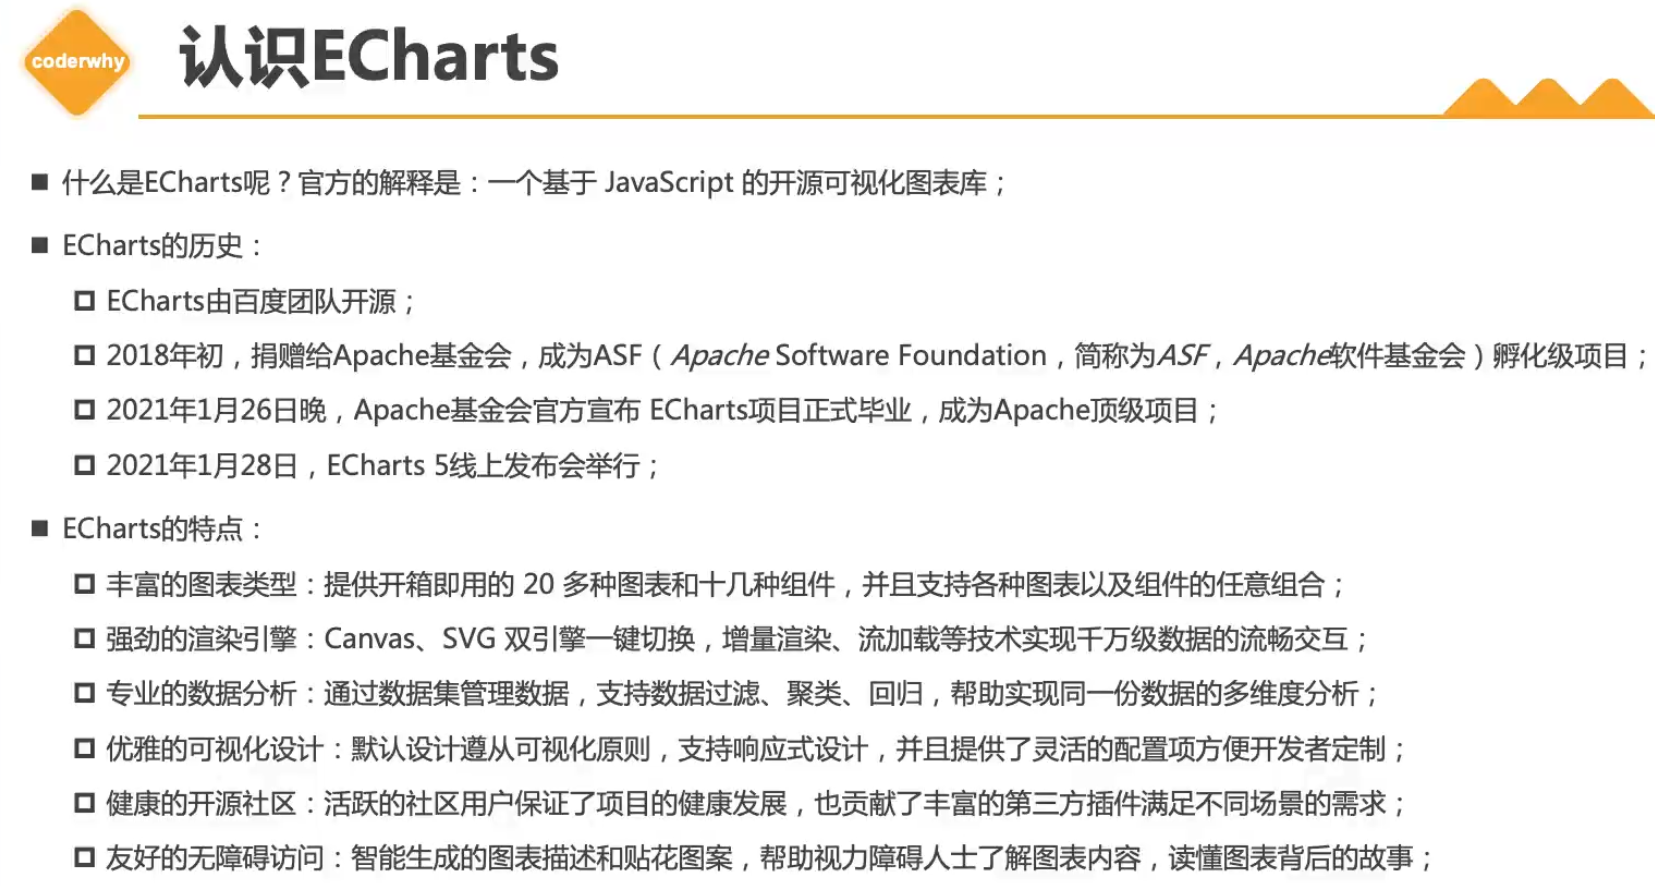 coderwhy
认识ECharts
■ 什么是ECharts呢？官方的解释是：一个基于 JavaScript 的开源可视化图表库；
■ ECharts的历史：
□ ECharts由百度团队开源；
□ 2018年初，捐赠给Apache基金会，成为ASF（Apache Software Foundation，简称为ASF，Apache软件基金会）孵化级项目；
□ 2021年1月26日晚，Apache基金会官方宣布 ECharts项目正式毕业，成为Apache顶级项目；
□ 2021年1月28日，ECharts 5线上发布会举行；
■ ECharts的特点：
□ 丰富的图表类型：提供开箱即用的 20 多种图表和十几种组件，并且支持各种图表以及组件的任意组合；
□ 强劲的渲染引擎：Canvas、SVG 双引擎一键切换，增量渲染、流加载等技术实现千万级数据的流畅交互；
□ 专业的数据分析：通过数据集管理数据，支持数据过滤、聚类、回归，帮助实现同一份数据的多维度分析；
□ 优雅的可视化设计：默认设计遵从可视化原则，支持响应式设计，并且提供了灵活的配置项方便开发者定制；
□ 健康的开源社区：活跃的社区用户保证了项目的健康发展，也贡献了丰富的第三方插件满足不同场景的需求；
□ 友好的无障碍访问：智能生成的图表描述和贴花图案，帮助视力障碍人士了解图表内容，读懂图表背后的故事；